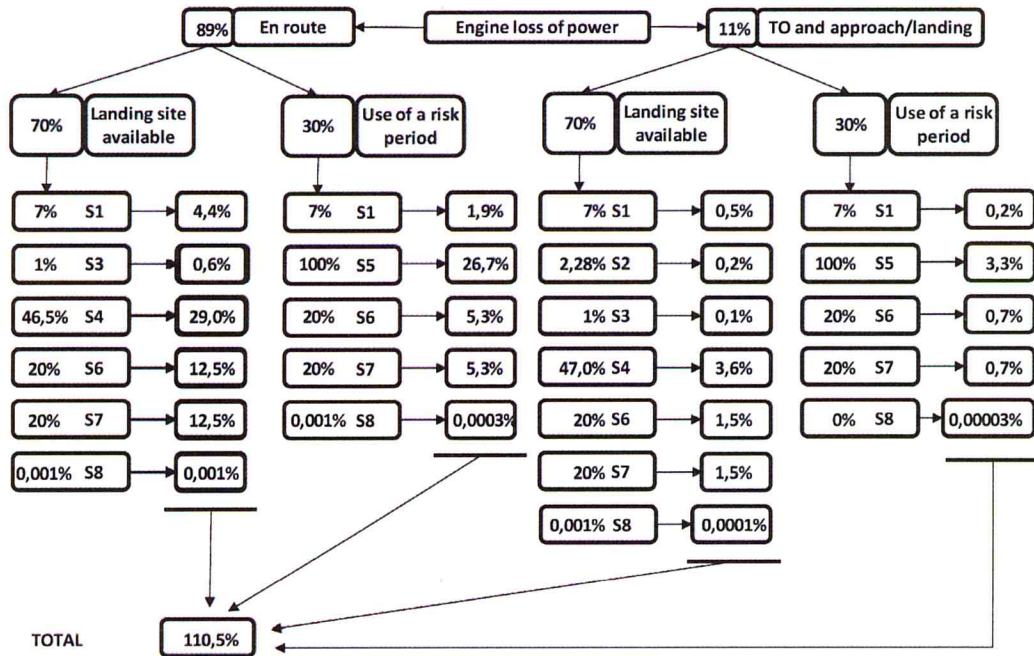 89% En route
Engine loss of power
11% TO and approach/landing
70% Landing site available
30% Use of a risk period
70% Landing site available
30% Use of a risk period
7% S1 4,4%
1% S3 0,6%
46,5% S4 29,0%
20% S6 12,5%
20% S7 12,5%
0,001% S8 0,001%
7% S1 1,9%
100% S5 26,7%
20% S6 5,3%
20% S7 5,3%
0,001% S8 0,0003%
7% S1 0,5%
2,28% S2 0,2%
1% S3 0,1%
47,0% S4 3,6%
20% S6 1,5%
20% S7 1,5%
0,001% S8 0,0001%
7% S1 0,2%
100% S5 3,3%
20% S6 0,7%
20% S7 0,7%
0% S8 0,00003%
TOTAL 110,5%